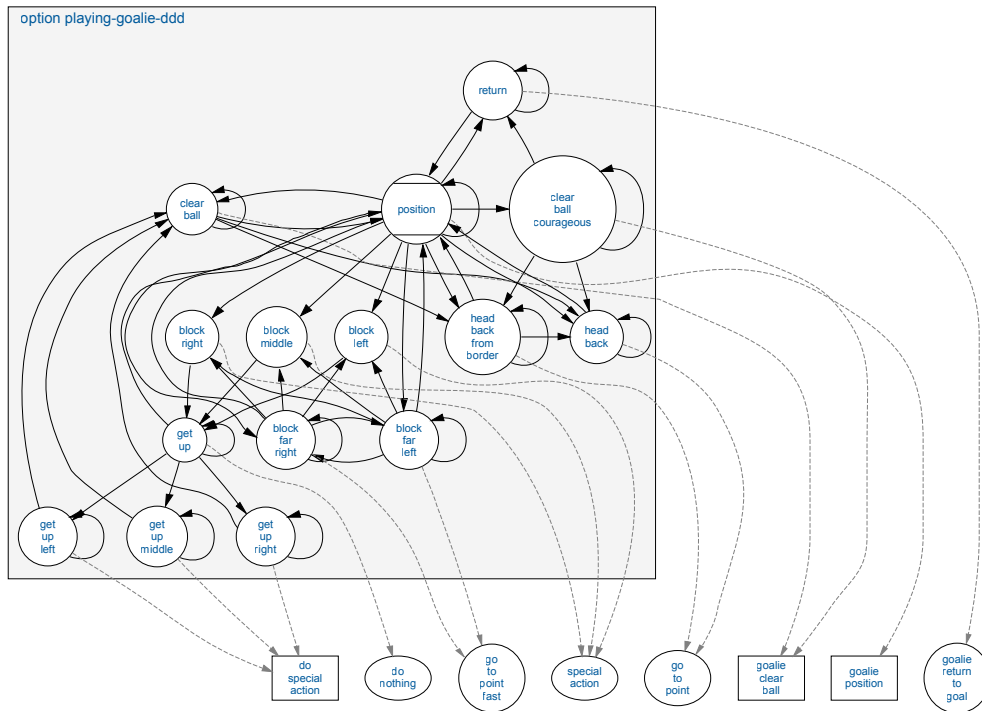 option playing-goalie-ddd
return
clear
ball
position
clear
ball
courageous
block
right
block
middle
block
left
head
back
from
border
head
back
get
up
block
far
right
block
far
left
get
up
left
get
up
middle
get
up
right
do
special
action
do
nothing
go
to
point
fast
special
action
go
to
point
goalie
clear
ball
goalie
position
goalie
return
to
goal